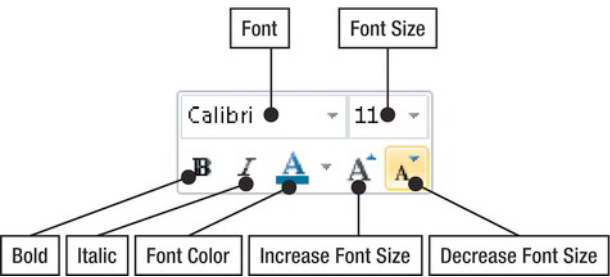 Font Font Size
Calibri 11
B I A A A
Bold Italic Font Color Increase Font Size Decrease Font Size